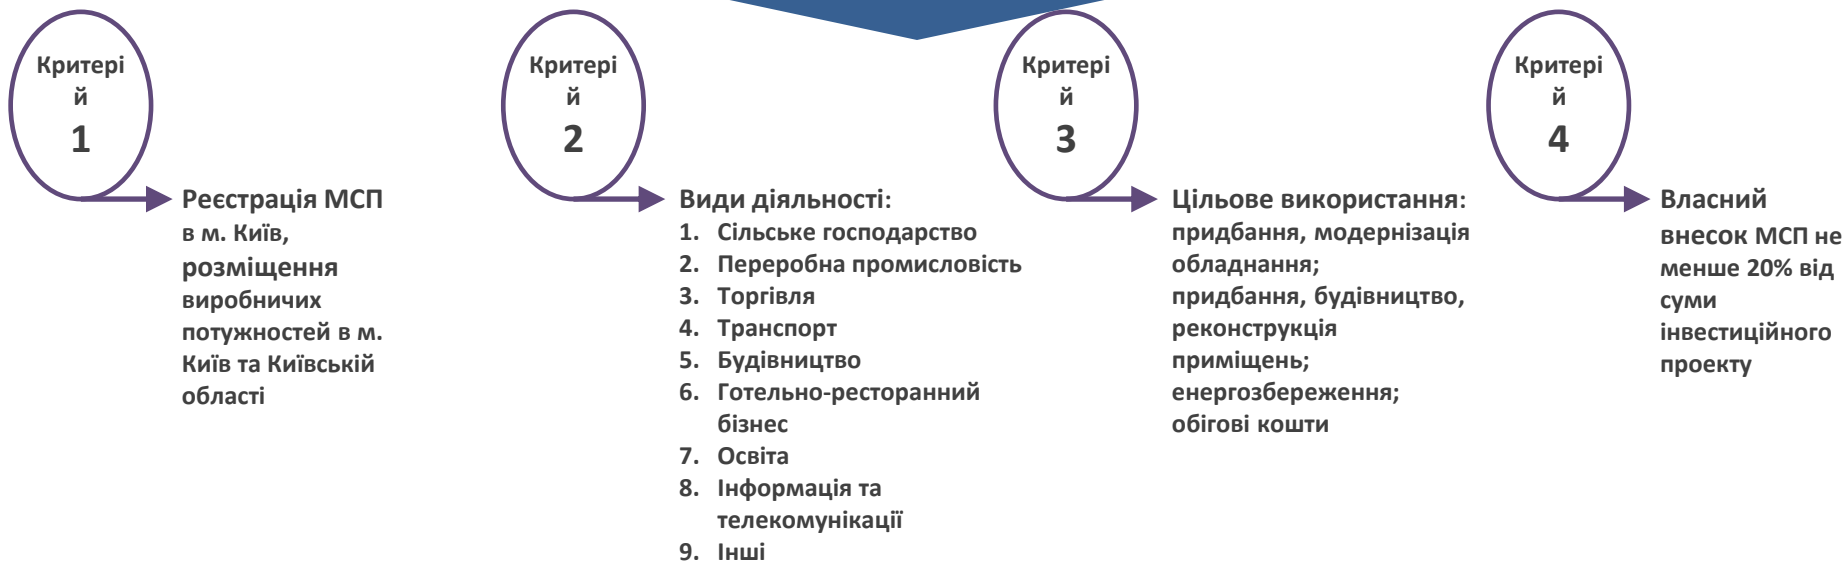 Критері
й
1
Реєстрація МСП
в м. Київ,
розміщення
виробничих
потужностей в м.
Київ та Київській
області
Критері
й
2
Види діяльності:
1. Сільське господарство
2. Переробна промисловість
3. Торгівля
4. Транспорт
5. Будівництво
6. Готельно-ресторанний
бізнес
7. Освіта
8. Інформація та
телекомунікації
9. Інші
Критері
й
3
Цільове використання:
придбання, модернізація
обладнання;
придбання, будівництво,
реконструкція
приміщень;
енергозбереження;
обігові кошти
Критері
й
4
Власний
внесок МСП не
менше 20% від
суми
інвестиційного
проекту